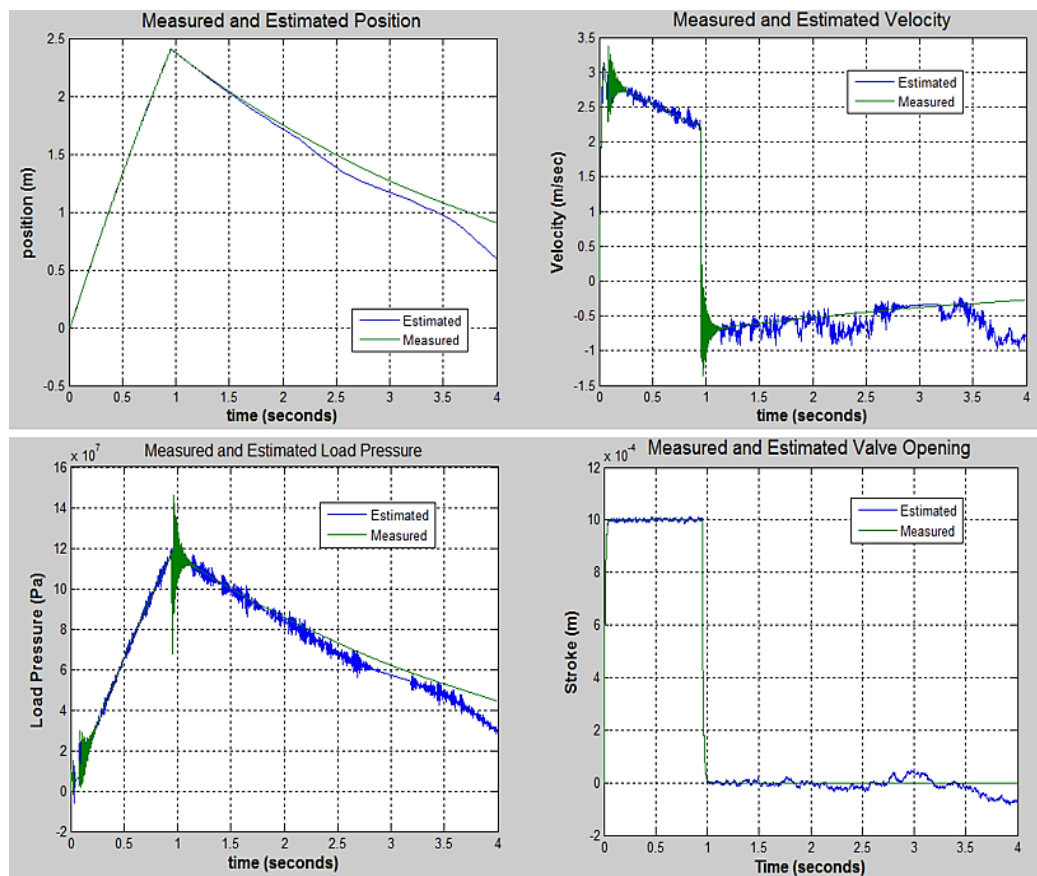 Measured and Estimated Position
position (m)
2.5
2
1.5
1
0.5
0
-0.5
Estimated
Measured
0 0.5 1 1.5 2 2.5 3 3.5 4
time (seconds)
Measured and Estimated Velocity
Velocity (m/sec)
3.5
3
2.5
2
1.5
1
0.5
0
-0.5
-1
-1.5
Estimated
Measured
0 0.5 1 1.5 2 2.5 3 3.5 4
time (seconds)
Measured and Estimated Load Pressure
x 10^7
Load Pressure (Pa)
16
14
12
10
8
6
4
2
0
-2
Estimated
Measured
0 0.5 1 1.5 2 2.5 3 3.5 4
time (seconds)
Measured and Estimated Valve Opening
x 10^-4
Stroke (m)
12
10
8
6
4
2
0
-2
Estimated
Measured
0 0.5 1 1.5 2 2.5 3 3.5 4
Time (seconds)